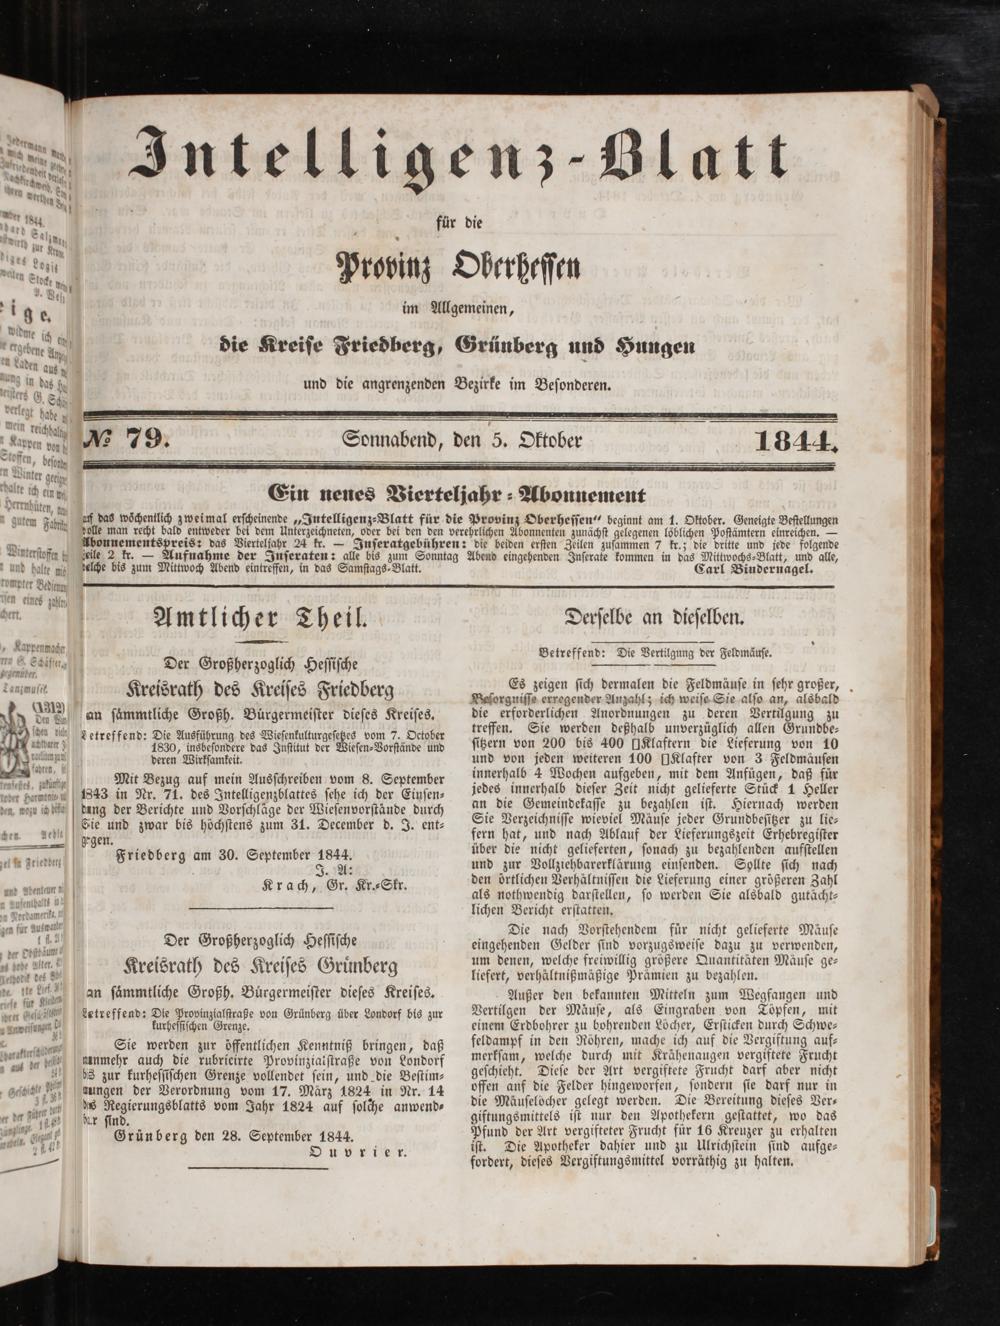 Intelligenz-Blatt
für die
Provinz Oberhessen
im Allgemeinen,
die Kreise Friedberg, Grünberg und Hungen
und die angrenzenden Bezirke im Besonderen.
№ 79.
Sonnabend, den 5. Oktober
1844.
Ein neues Vierteljahr-Abonnement
auf das wöchentlich zweimal erscheinende „Intelligenz-Blatt für die Provinz Oberhessen“ beginnt am 1. Oktober. Geneigte Bestellungen
wolle man recht bald entweder bei dem Unterzeichneten, oder bei den den verehrlichen Abonnenten zunächst gelegenen löblichen Postämtern einreichen. —
Abonnementspreis: das Vierteljahr 24 kr. — Inseratgebühren: die beiden ersten Zeilen zusammen 7 kr.; die dritte und jede folgende
Zeile 2 kr. — Aufnahme der Inseraten: alle bis zum Sonntag Abend eingehenden Inserate kommen in das Mittwochs-Blatt, und alle,
welche bis zum Mittwoch Abend eintreffen, in das Samstags-Blatt.
Carl Bindernagel.
Amtlicher Theil.
Der Großherzoglich Hessische
Kreisrath des Kreises Friedberg
an sämmtliche Großh. Bürgermeister dieses Kreises.
Betreffend: Die Ausführung des Wiesenkulturgesetzes vom 7. October
1830, insbesondere das Institut der Wiesen-Vorstände und
deren Wirksamkeit.
Mit Bezug auf mein Ausschreiben vom 8. September
1843 in Nr. 71. des Intelligenzblattes sehe ich der Einsen-
dung der Berichte und Vorschläge der Wiesenvorstände durch
Sie und zwar bis höchstens zum 31. December d. J. ent-
gegen.
Friedberg am 30. September 1844.
J. A:
Krach, Gr. Kr.-Skr.
Der Großherzoglich Hessische
Kreisrath des Kreises Grünberg
an sämmtliche Großh. Bürgermeister dieses Kreises.
Betreffend: Die Provinzialstraße von Grünberg über Londorf bis zur
kurhessischen Grenze.
Sie werden zur öffentlichen Kenntniß bringen, daß
nunmehr auch die rubricirte Provinzialstraße von Londorf
bis zur kurhessischen Grenze vollendet sein, und die Bestim-
mungen der Verordnung vom 17. März 1824 in Nr. 14
des Regierungsblatts vom Jahr 1824 auf solche anwend-
bar sind.
Grünberg den 28. September 1844.
Ouvrier.
Derselbe an dieselben.
Betreffend: Die Vertilgung der Feldmäuse.
Es zeigen sich dermalen die Feldmäuse in sehr großer,
Besorgnisse erregender Anzahl; ich weise Sie also an, alsbald
die erforderlichen Anordnungen zu deren Vertilgung zu
treffen. Sie werden deßhalb unverzüglich allen Grundbe-
sitzern von 200 bis 400 □Klaftern die Lieferung von 10
und von jeden weiteren 100 □Klafter von 3 Feldmäusen
innerhalb 4 Wochen aufgeben, mit dem Anfügen, daß für
jedes innerhalb dieser Zeit nicht gelieferte Stück 1 Heller
an die Gemeindekasse zu bezahlen ist. Hiernach werden
Sie Verzeichnisse wieviel Mäuse jeder Grundbesitzer zu lie-
fern hat, und nach Ablauf der Lieferungszeit Erhebregister
über die nicht gelieferten, sonach zu bezahlenden aufstellen
und zur Vollziehbarerklärung einsenden. Sollte sich nach
den örtlichen Verhältnissen die Lieferung einer größeren Zahl
als nothwendig darstellen, so werden Sie alsbald gutächt-
lichen Bericht erstatten.
Die nach Vorstehendem für nicht gelieferte Mäuse
eingehenden Gelder sind vorzugsweise dazu zu verwenden,
um denen, welche freiwillig größere Quantitäten Mäuse ge-
liefert, verhältnißmäßige Prämien zu bezahlen.
Außer den bekannten Mitteln zum Wegfangen und
Vertilgen der Mäuse, als Eingraben von Töpfen, mit
einem Erdbohrer zu bohrenden Löcher, Ersticken durch Schwe-
feldampf in den Röhren, mache ich auf die Vergiftung auf-
merksam, welche durch mit Krähenaugen vergiftete Frucht
geschieht. Diese der Art vergiftete Frucht darf aber nicht
offen auf die Felder hingeworfen, sondern sie darf nur in
die Mäuselöcher gelegt werden. Die Bereitung dieses Ver-
giftungsmittels ist nur den Apothekern gestattet, wo das
Pfund der Art vergifteter Frucht für 16 Kreuzer zu erhalten
ist. Die Apotheker dahier und zu Ulrichstein sind aufge-
fordert, dieses Vergiftungsmittel vorräthig zu halten.